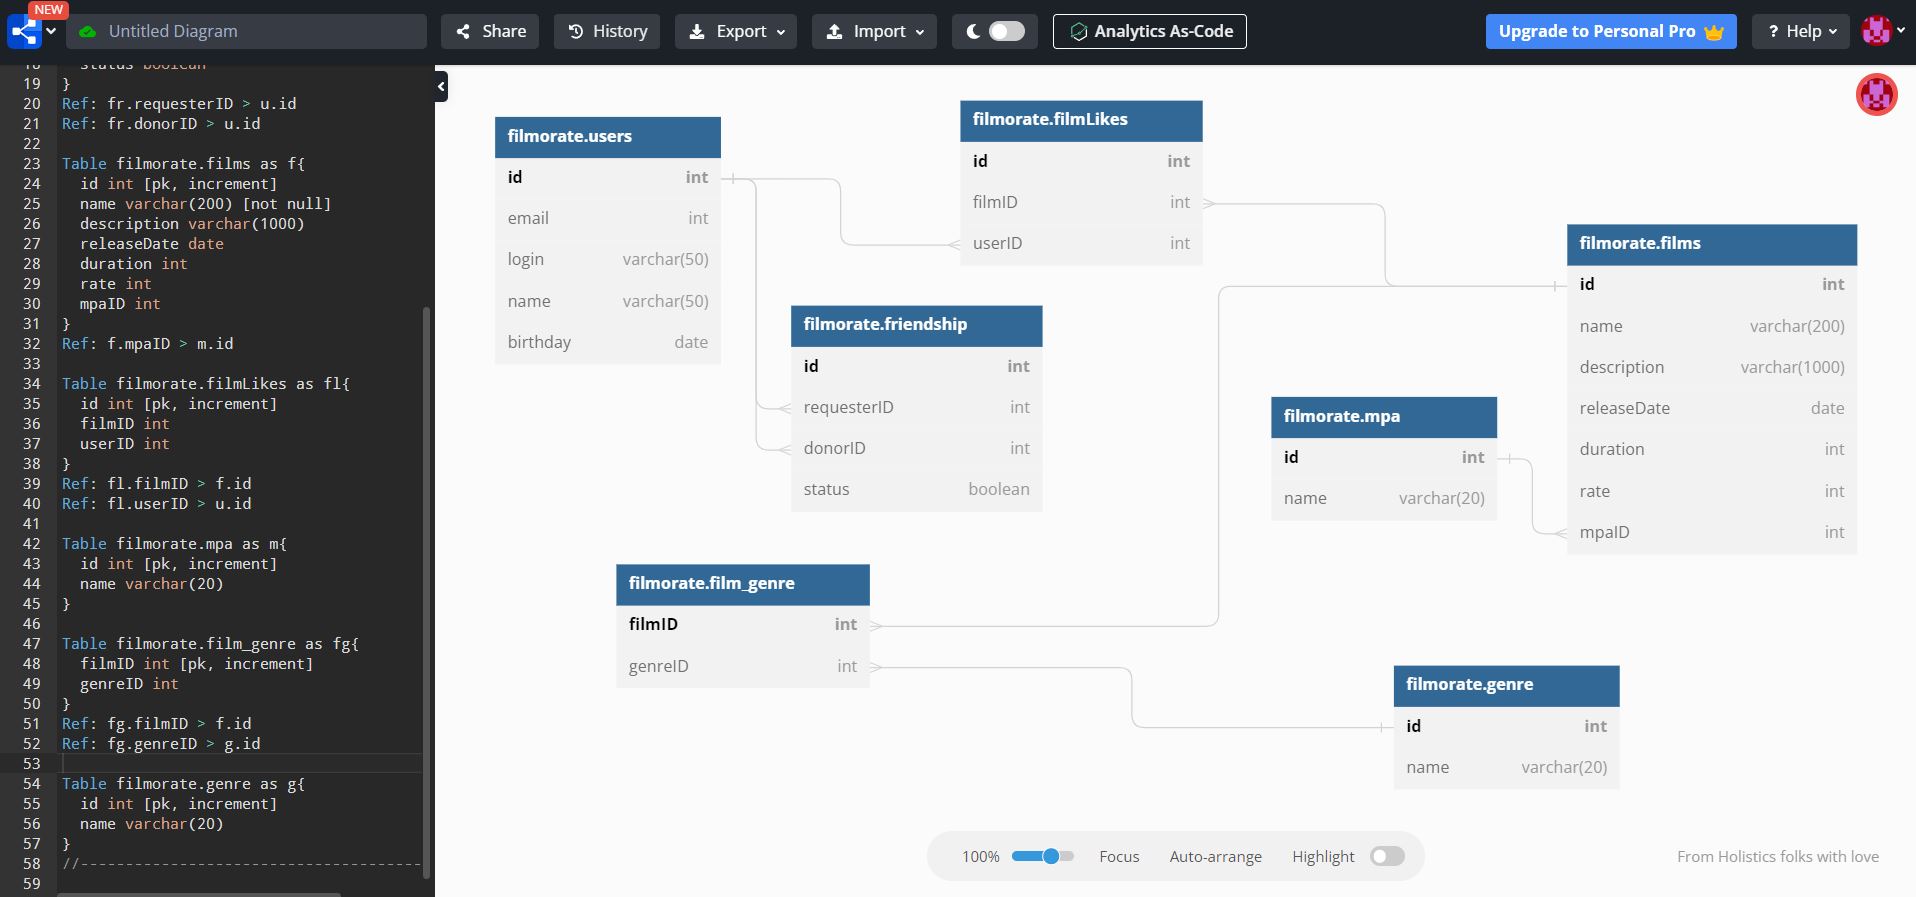 NEW
Untitled Diagram
Share
History
Export
Import
Analytics As-Code
Upgrade to Personal Pro
? Help
18 status boolean
19 }
20 Ref: fr.requesterID > u.id
21 Ref: fr.donorID > u.id
22
23 Table filmorate.films as f{
24 id int [pk, increment]
25 name varchar(200) [not null]
26 description varchar(1000)
27 releaseDate date
28 duration int
29 rate int
30 mpaID int
31 }
32 Ref: f.mpaID > m.id
33
34 Table filmorate.filmLikes as fl{
35 id int [pk, increment]
36 filmID int
37 userID int
38 }
39 Ref: fl.filmID > f.id
40 Ref: fl.userID > u.id
41
42 Table filmorate.mpa as m{
43 id int [pk, increment]
44 name varchar(20)
45 }
46
47 Table filmorate.film_genre as fg{
48 filmID int [pk, increment]
49 genreID int
50 }
51 Ref: fg.filmID > f.id
52 Ref: fg.genreID > g.id
53
54 Table filmorate.genre as g{
55 id int [pk, increment]
56 name varchar(20)
57 }
58 //--------------------------------------
59
filmorate.users
id int
email int
login varchar(50)
name varchar(50)
birthday date
filmorate.filmLikes
id int
filmID int
userID int
filmorate.friendship
id int
requesterID int
donorID int
status boolean
filmorate.films
id int
name varchar(200)
description varchar(1000)
releaseDate date
duration int
rate int
mpaID int
filmorate.mpa
id int
name varchar(20)
filmorate.film_genre
filmID int
genreID int
filmorate.genre
id int
name varchar(20)
100%
Focus
Auto-arrange
Highlight
From Holistics folks with love